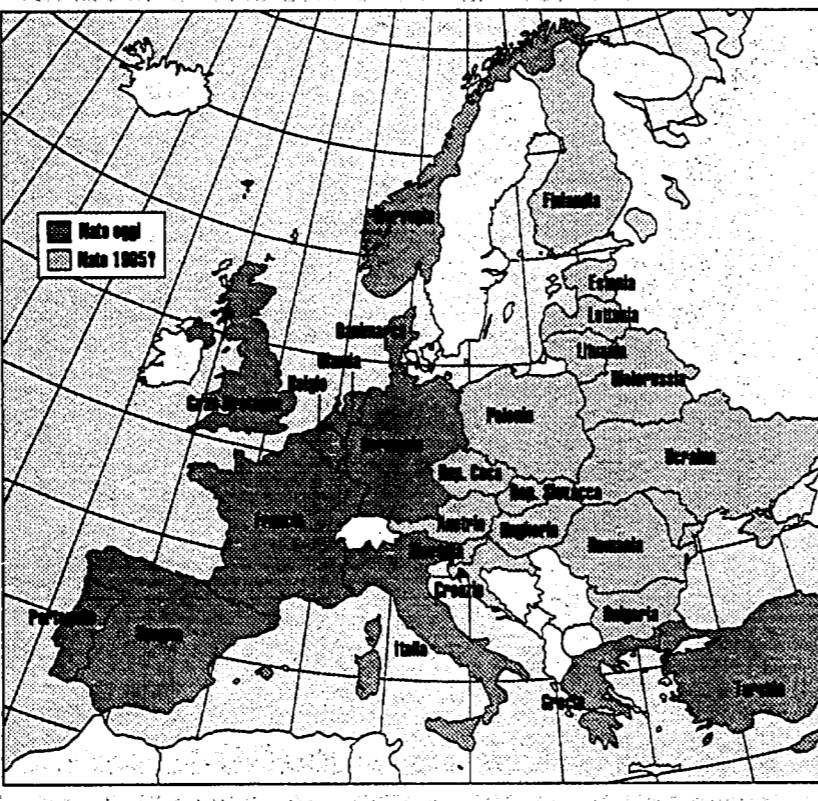 Nato oggi
Nato 1995?
Norvegia
Finlandia
Estonia
Lettonia
Lituania
Danimarca
Olanda
Belgio
Bielorussia
Gran Bretagna
Polonia
Germania
Ucraina
Rep. Ceca
Rep. Slovacca
Francia
Austria
Ungheria
Romania
Slovenia
Croazia
Bulgaria
Portogallo
Spagna
Italia
Grecia
Turchia